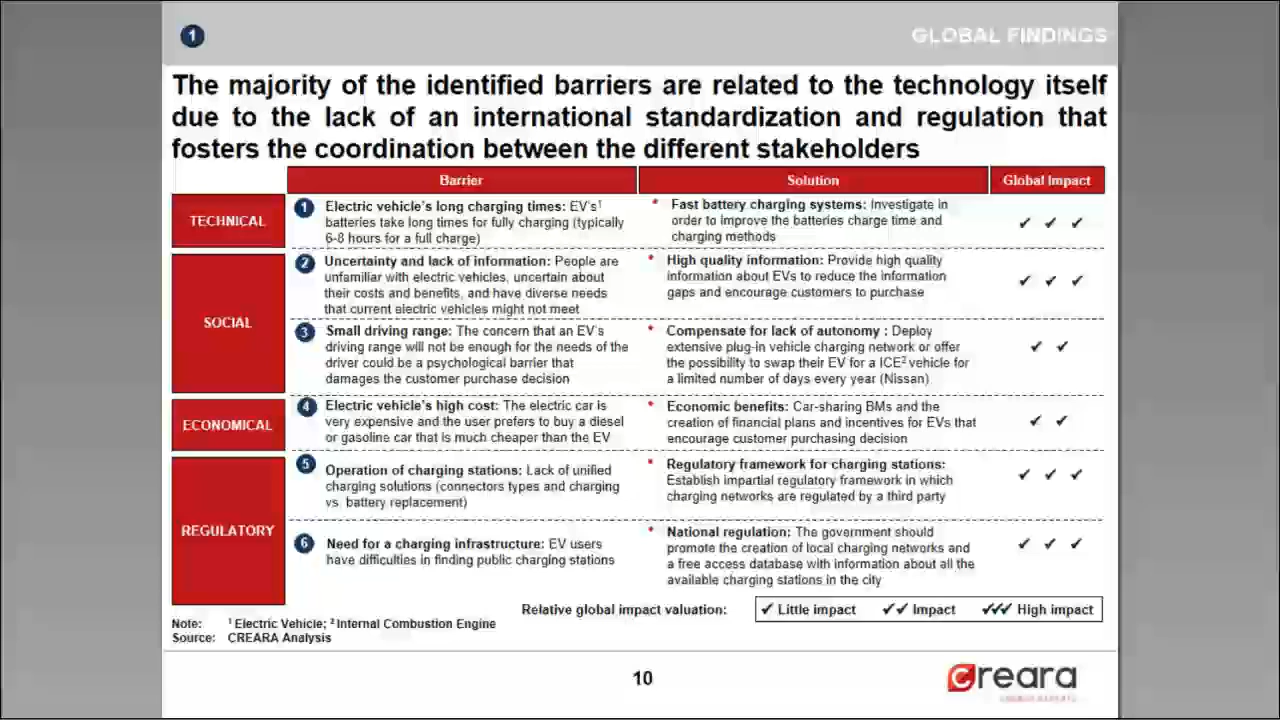 1
GLOBAL FINDINGS
The majority of the identified barriers are related to the technology itself
due to the lack of an international standardization and regulation that
fosters the coordination between the different stakeholders
Barrier
Solution
Global Impact
TECHNICAL
1 Electric vehicle's long charging times: EV's¹
batteries take long times for fully charging (typically
6-8 hours for a full charge)
• Fast battery charging systems: Investigate in
order to improve the batteries charge time and
charging methods
✓ ✓ ✓
SOCIAL
2 Uncertainty and lack of information: People are
unfamiliar with electric vehicles, uncertain about
their costs and benefits, and have diverse needs
that current electric vehicles might not meet
• High quality information: Provide high quality
information about EVs to reduce the information
gaps and encourage customers to purchase
✓ ✓ ✓
3 Small driving range: The concern that an EV's
driving range will not be enough for the needs of the
driver could be a psychological barrier that
damages the customer purchase decision
• Compensate for lack of autonomy : Deploy
extensive plug-in vehicle charging network or offer
the possibility to swap their EV for a ICE² vehicle for
a limited number of days every year (Nissan)
✓ ✓
ECONOMICAL
4 Electric vehicle's high cost: The electric car is
very expensive and the user prefers to buy a diesel
or gasoline car that is much cheaper than the EV
• Economic benefits: Car-sharing BMs and the
creation of financial plans and incentives for EVs that
encourage customer purchasing decision
✓ ✓
REGULATORY
5 Operation of charging stations: Lack of unified
charging solutions (connectors types and charging
vs. battery replacement)
• Regulatory framework for charging stations:
Establish impartial regulatory framework in which
charging networks are regulated by a third party
✓ ✓ ✓
6 Need for a charging infrastructure: EV users
have difficulties in finding public charging stations
• National regulation: The government should
promote the creation of local charging networks and
a free access database with information about all the
available charging stations in the city
✓ ✓ ✓
Relative global impact valuation: ✓ Little impact ✓✓ Impact ✓✓✓ High impact
Note: ¹ Electric Vehicle; ² Internal Combustion Engine
Source: CREARA Analysis
10
creara